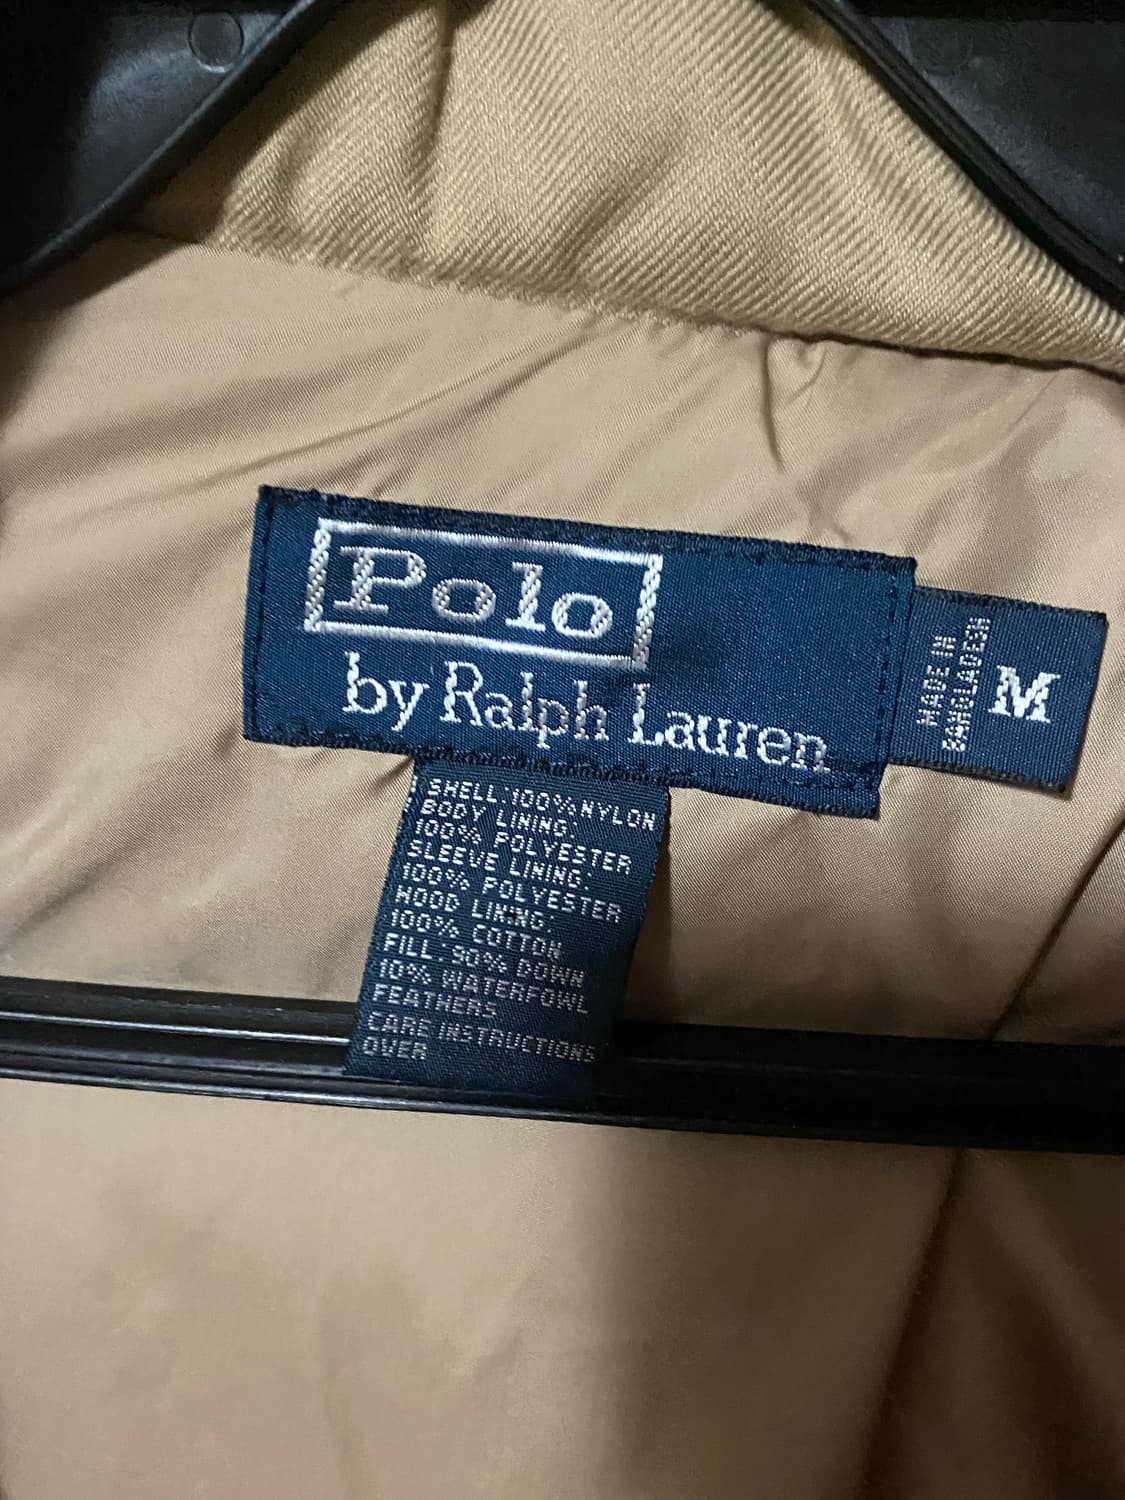 Polo
by Ralph Lauren
MADE IN
BANGLADESH
M
SHELL:100%NYLON
BODY LINING:
100% POLYESTER
SLEEVE LINING:
100% POLYESTER
HOOD LINING:
100% COTTON
FILL: 90% DOWN
10% WATERFOWL
FEATHERS
CARE INSTRUCTIONS
OVER